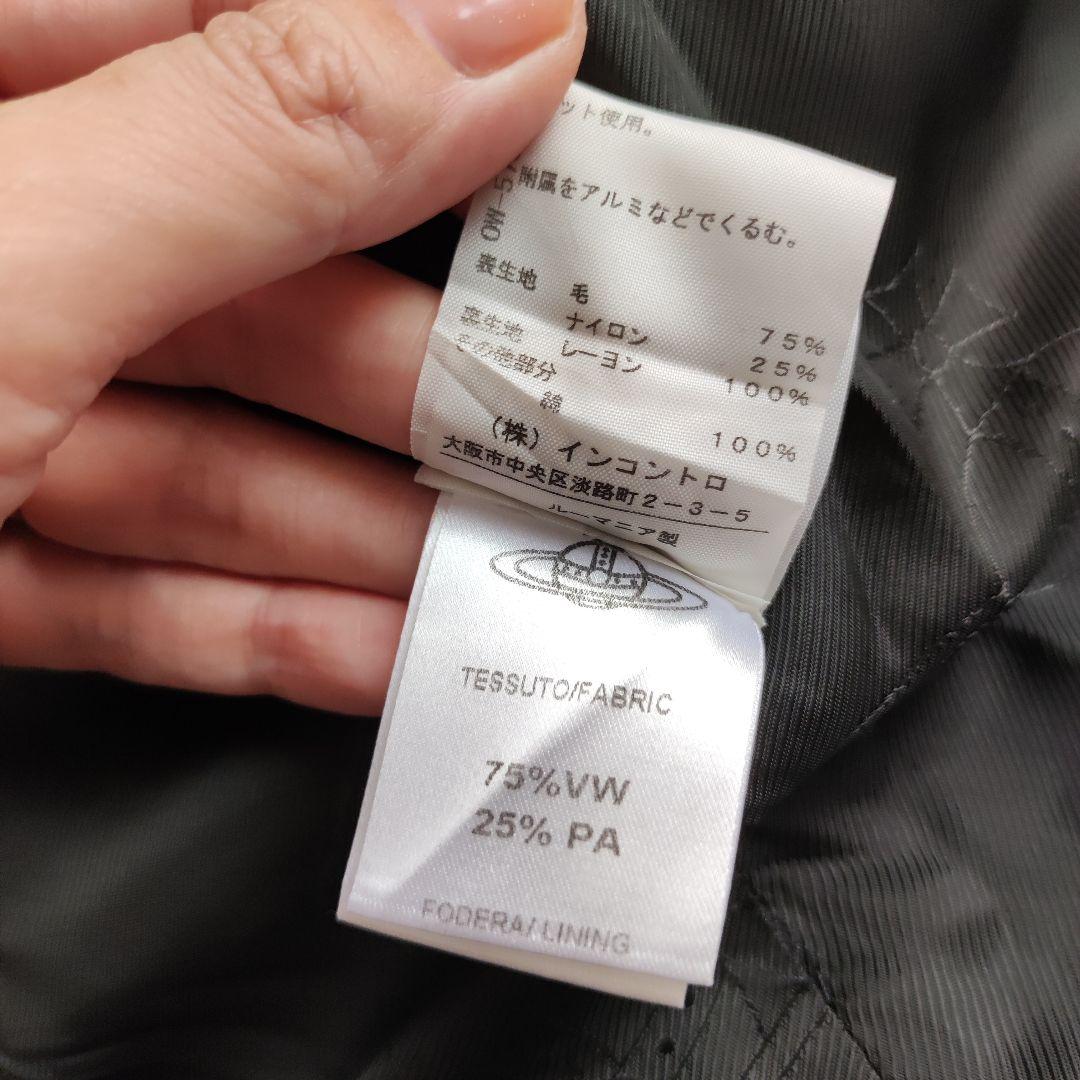 ット使用。
附属をアルミなどでくるむ。
OW-5
表生地 毛 75%
ナイロン 25%
裏生地 レーヨン 100%
その他部分
綿 100%
(株)インコントロ
大阪市中央区淡路町2-3-5
ルーマニア製
TESSUTO/FABRIC
75%VW
25% PA
FODERA/LINING